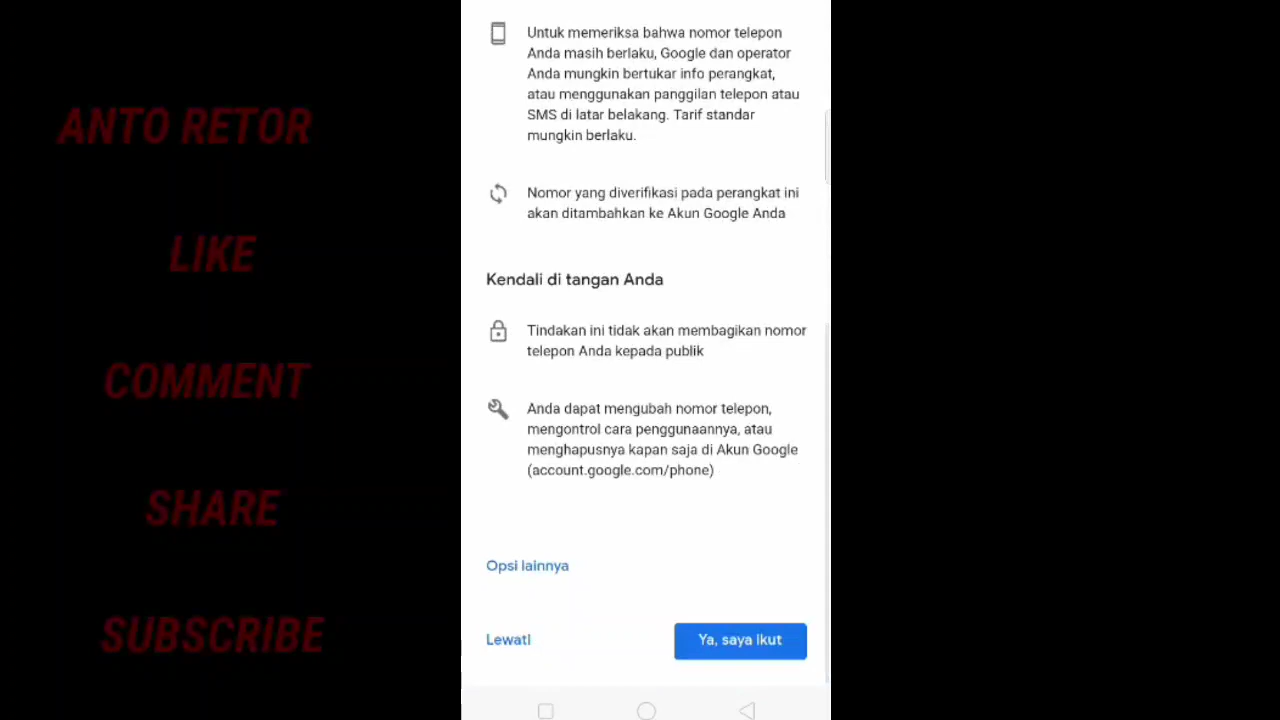 ANTO RETOR
LIKE
COMMENT
SHARE
SUBSCRIBE
Untuk memeriksa bahwa nomor telepon
Anda masih berlaku, Google dan operator
Anda mungkin bertukar info perangkat,
atau menggunakan panggilan telepon atau
SMS di latar belakang. Tarif standar
mungkin berlaku.
Nomor yang diverifikasi pada perangkat ini
akan ditambahkan ke Akun Google Anda
Kendali di tangan Anda
Tindakan ini tidak akan membagikan nomor
telepon Anda kepada publik
Anda dapat mengubah nomor telepon,
mengontrol cara penggunaannya, atau
menghapusnya kapan saja di Akun Google
(account.google.com/phone)
Opsi lainnya
Lewati
Ya, saya ikut